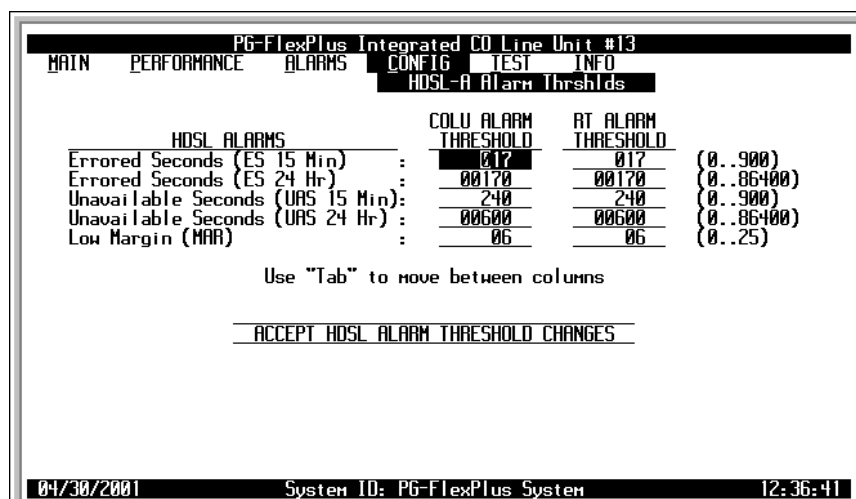 PG-FlexPlus Integrated CO Line Unit #13
MAIN PERFORMANCE ALARMS CONFIG TEST INFO
HDSL-A Alarm Thrshlds
COLU ALARM RT ALARM
HDSL ALARMS THRESHOLD THRESHOLD
Errored Seconds (ES 15 Min) : 017 017 (0..900)
Errored Seconds (ES 24 Hr) : 00170 00170 (0..86400)
Unavailable Seconds (UAS 15 Min): 240 240 (0..900)
Unavailable Seconds (UAS 24 Hr) : 00600 00600 (0..86400)
Low Margin (MAR) : 06 06 (0..25)
Use "Tab" to move between columns
ACCEPT HDSL ALARM THRESHOLD CHANGES
04/30/2001 System ID: PG-FlexPlus System 12:36:41